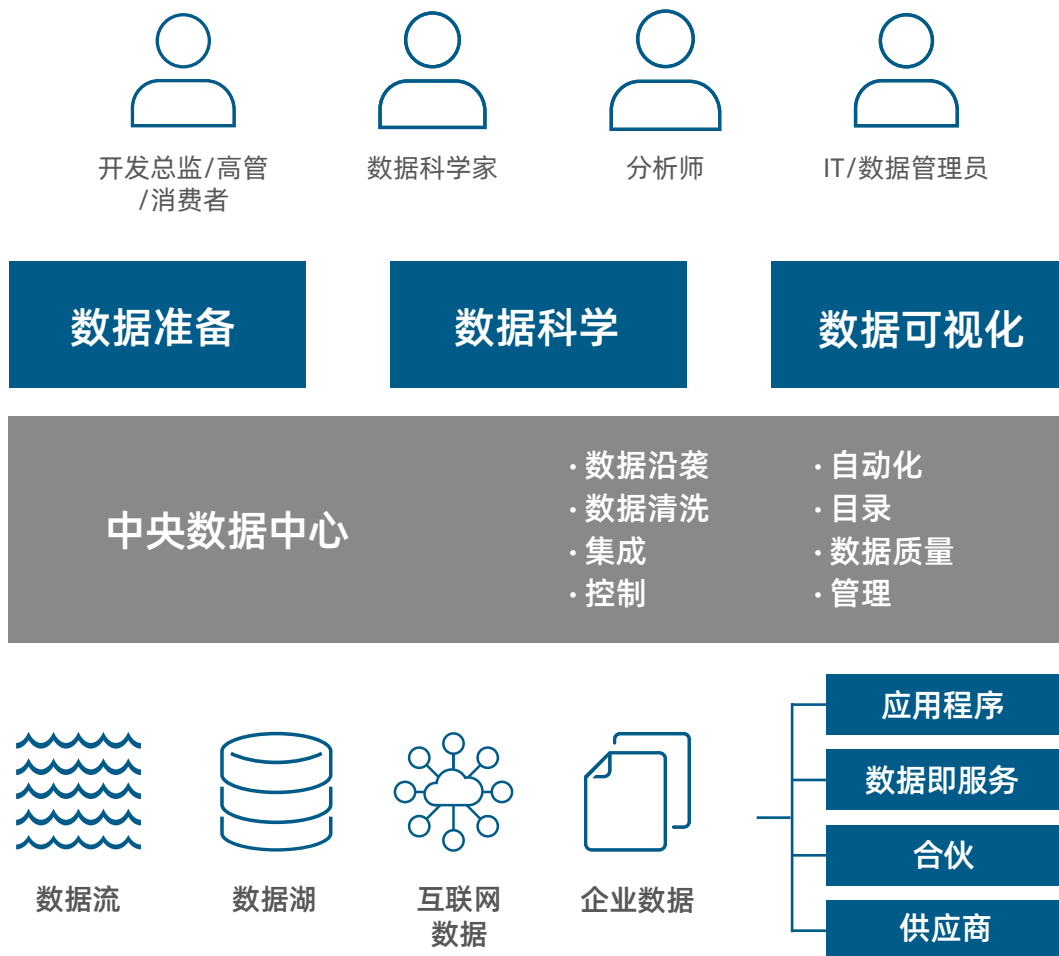 开发总监/高管
/消费者
数据科学家
分析师
IT/数据管理员
数据准备
数据科学
数据可视化
中央数据中心
· 数据沿袭
· 数据清洗
· 集成
· 控制
· 自动化
· 目录
· 数据质量
· 管理
数据流
数据湖
互联网
数据
企业数据
应用程序
数据即服务
合伙
供应商